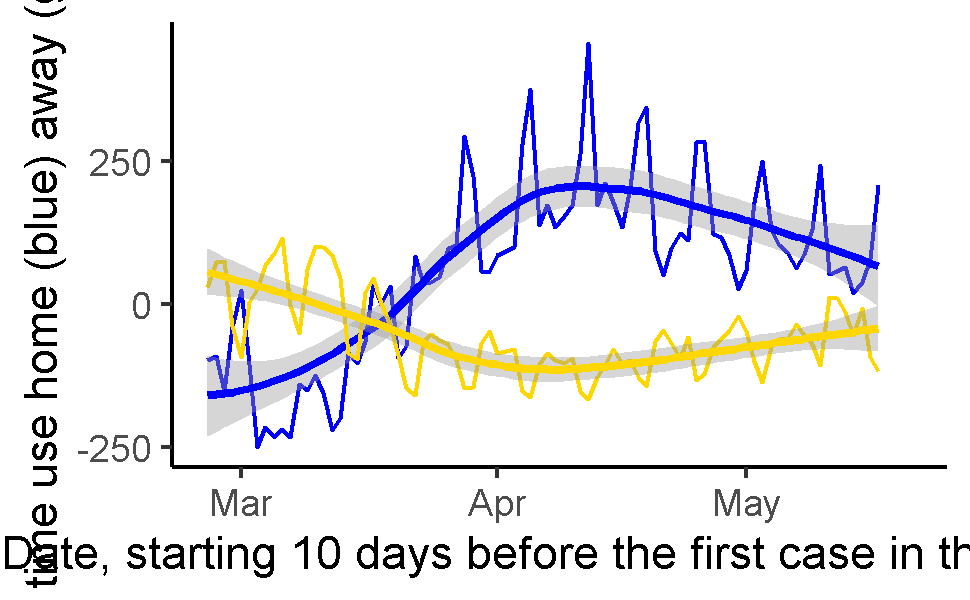 time use home (blue) away (
250
0
-250
Mar Apr May
Date, starting 10 days before the first case in th